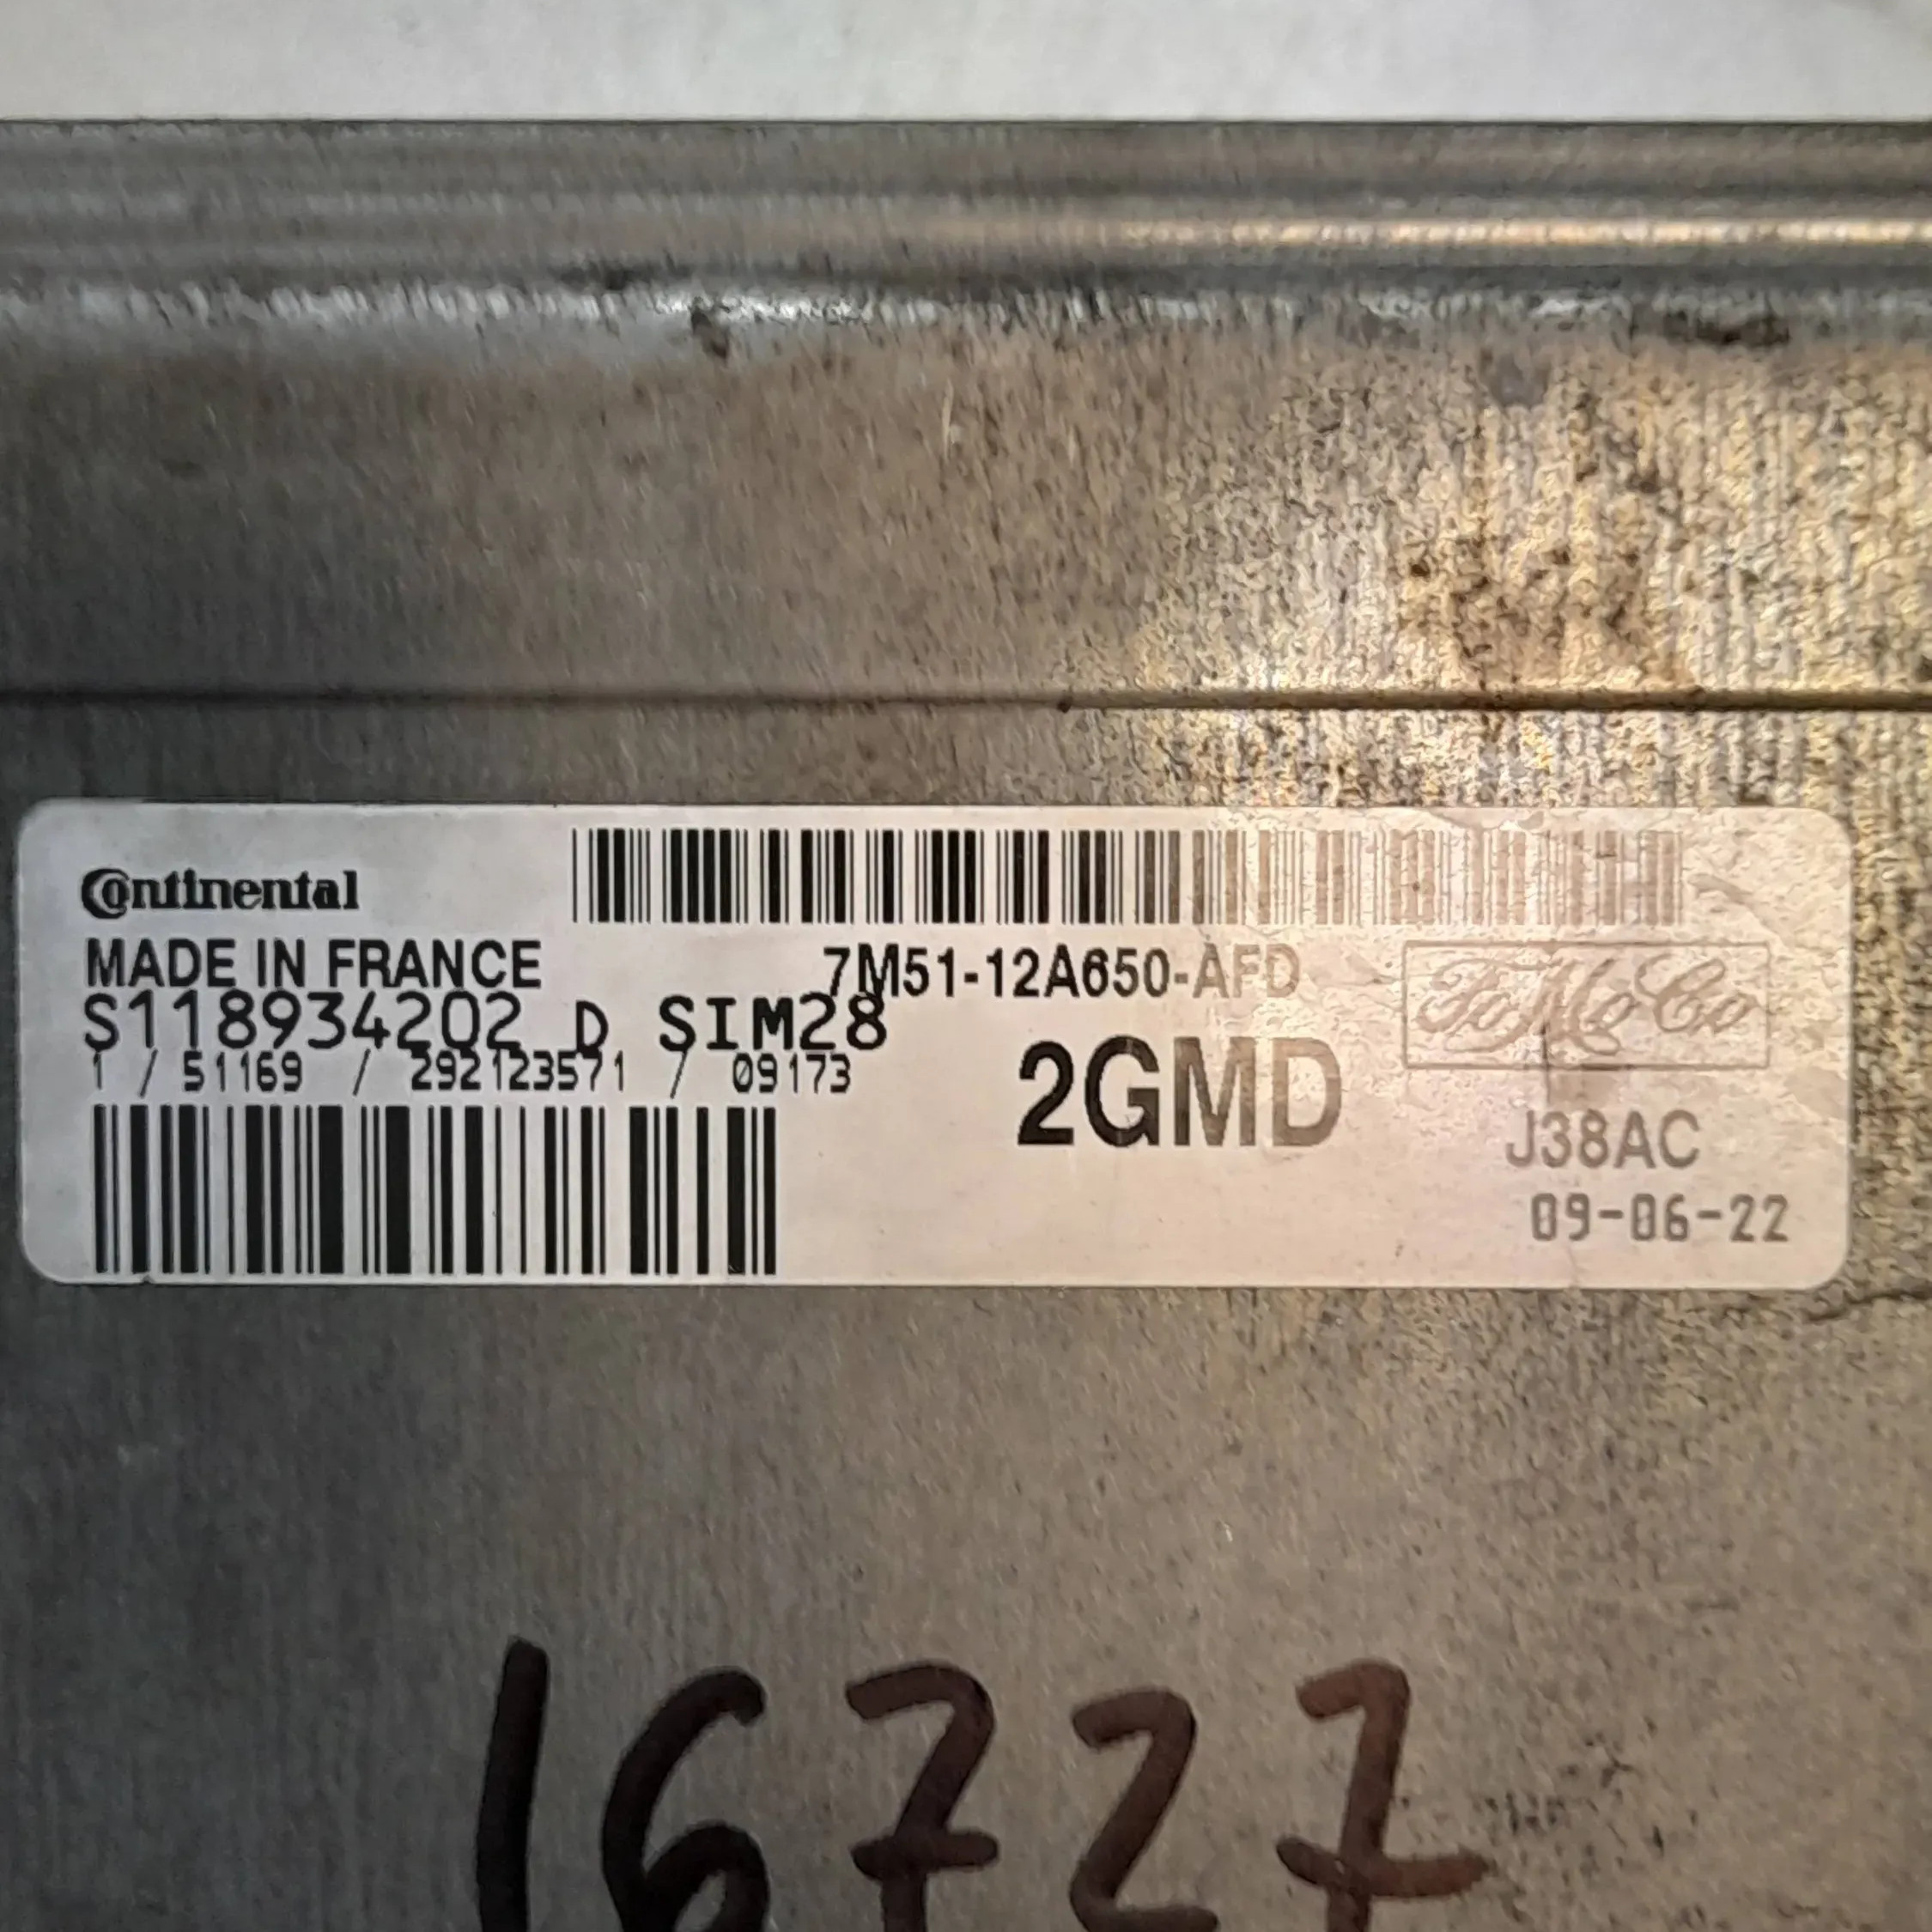 Continental
MADE IN FRANCE
7M51-12A650-AFD
FoMoCo
S118934202 D SIM28
1 / 51169 / 292123571 / 09173
2GMD
J38AC
09-06-22
16727